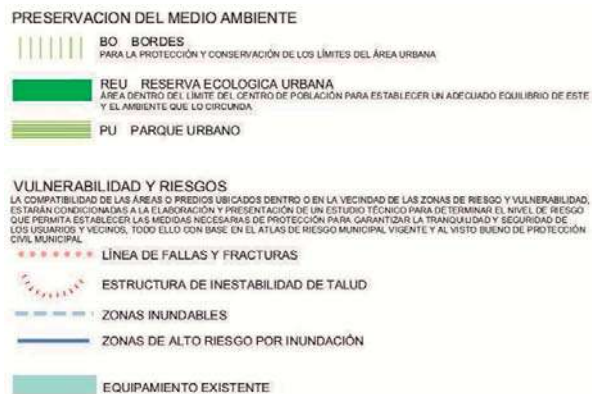 PRESERVACION DEL MEDIO AMBIENTE
BO BORDES
PARA LA PROTECCIÓN Y CONSERVACIÓN DE LOS LÍMITES DEL ÁREA URBANA
REU RESERVA ECOLOGICA URBANA
ÁREA DENTRO DEL LÍMITE DEL CENTRO DE POBLACIÓN PARA ESTABLECER UN ADECUADO EQUILIBRIO DE ESTE
Y EL AMBIENTE QUE LO CIRCUNDA
PU PARQUE URBANO
VULNERABILIDAD Y RIESGOS
LA COMPATIBILIDAD DE LAS ÁREAS O PREDIOS UBICADOS DENTRO O EN LA VECINDAD DE LAS ZONAS DE RIESGO Y VULNERABILIDAD,
ESTARÁN CONDICIONADAS A LA ELABORACIÓN Y PRESENTACIÓN DE UN ESTUDIO TÉCNICO PARA DETERMINAR EL NIVEL DE RIESGO
QUE PERMITA ESTABLECER LAS MEDIDAS NECESARIAS DE PROTECCIÓN PARA GARANTIZAR LA TRANQUILIDAD Y SEGURIDAD DE
LOS USUARIOS Y VECINOS, TODO ELLO CON BASE EN EL ATLAS DE RIESGO MUNICIPAL VIGENTE Y AL VISTO BUENO DE PROTECCIÓN
CIVIL MUNICIPAL
LÍNEA DE FALLAS Y FRACTURAS
ESTRUCTURA DE INESTABILIDAD DE TALUD
ZONAS INUNDABLES
ZONAS DE ALTO RIESGO POR INUNDACIÓN
EQUIPAMIENTO EXISTENTE